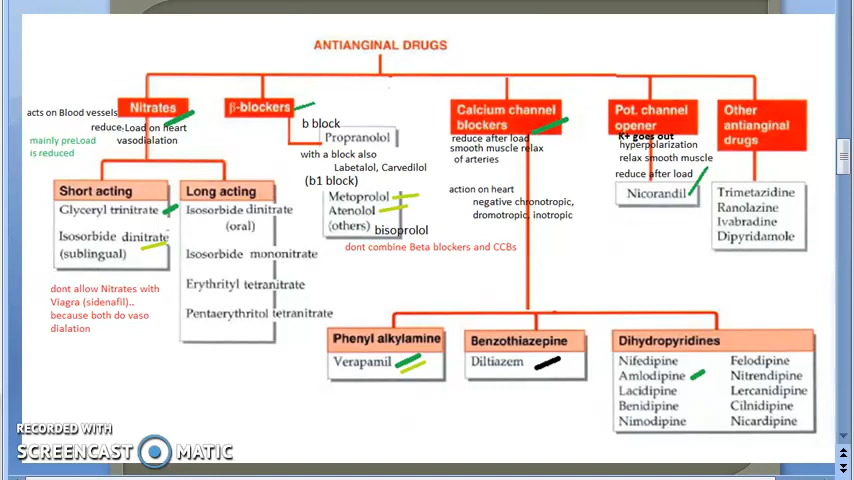 ANTIANGINAL DRUGS
acts on Blood vessels
Nitrates
reduce Load on heart
vasodialation
mainly preLoad
is reduced
Short acting
Glyceryl trinitrate
Isosorbide dinitrate
(sublingual)
dont allow Nitrates with
Viagra (sidenafil)..
because both do vaso
dialation
Long acting
Isosorbide dinitrate
(oral)
Isosorbide mononitrate
Erythrityl tetranitrate
Pentaerythritol tetranitrate
β-blockers
b block
Propranolol
with a block also
Labetalol, Carvedilol
(b1 block)
Metoprolol
Atenolol
(others)
bisoprolol
dont combine Beta blockers and CCBs
Calcium channel
blockers
reduce after load
smooth muscle relax
of arteries
action on heart
negative chronotropic,
dromotropic, inotropic
Phenyl alkylamine
Verapamil
Benzothiazepine
Diltiazem
Dihydropyridines
Nifedipine Felodipine
Amlodipine Nitrendipine
Lacidipine Lercanidipine
Benidipine Cilnidipine
Nimodipine Nicardipine
Pot. channel
opener
K+ goes out
hyperpolarization
relax smooth muscle
reduce after load
Nicorandil
Other
antianginal
drugs
Trimetazidine
Ranolazine
Ivabradine
Dipyridamole
RECORDED WITH
SCREENCAST MATIC